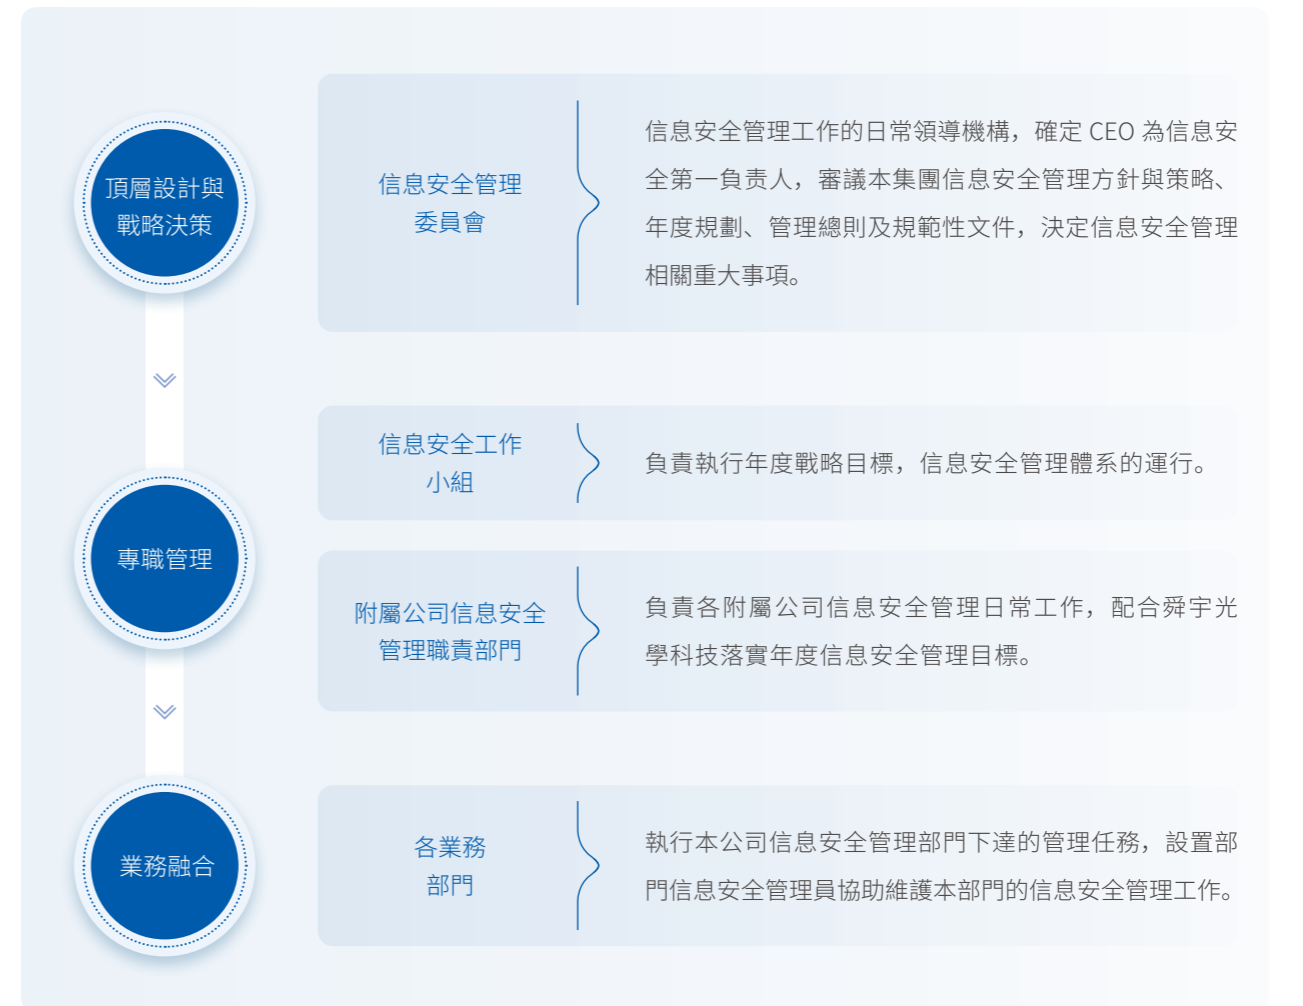 頂層設計與
戰略決策
信息安全管理
委員會
信息安全管理工作的日常領導機構，確定 CEO 為信息安
全第一負责人，審議本集團信息安全管理方針與策略、
年度規劃、管理總則及規範性文件，決定信息安全管理
相關重大事項。
專職管理
信息安全工作
小組
負責執行年度戰略目標，信息安全管理體系的運行。
附屬公司信息安全
管理職責部門
負責各附屬公司信息安全管理日常工作，配合舜宇光
學科技落實年度信息安全管理目標。
業務融合
各業務
部門
執行本公司信息安全管理部門下達的管理任務，設置部
門信息安全管理員協助維護本部門的信息安全管理工作。